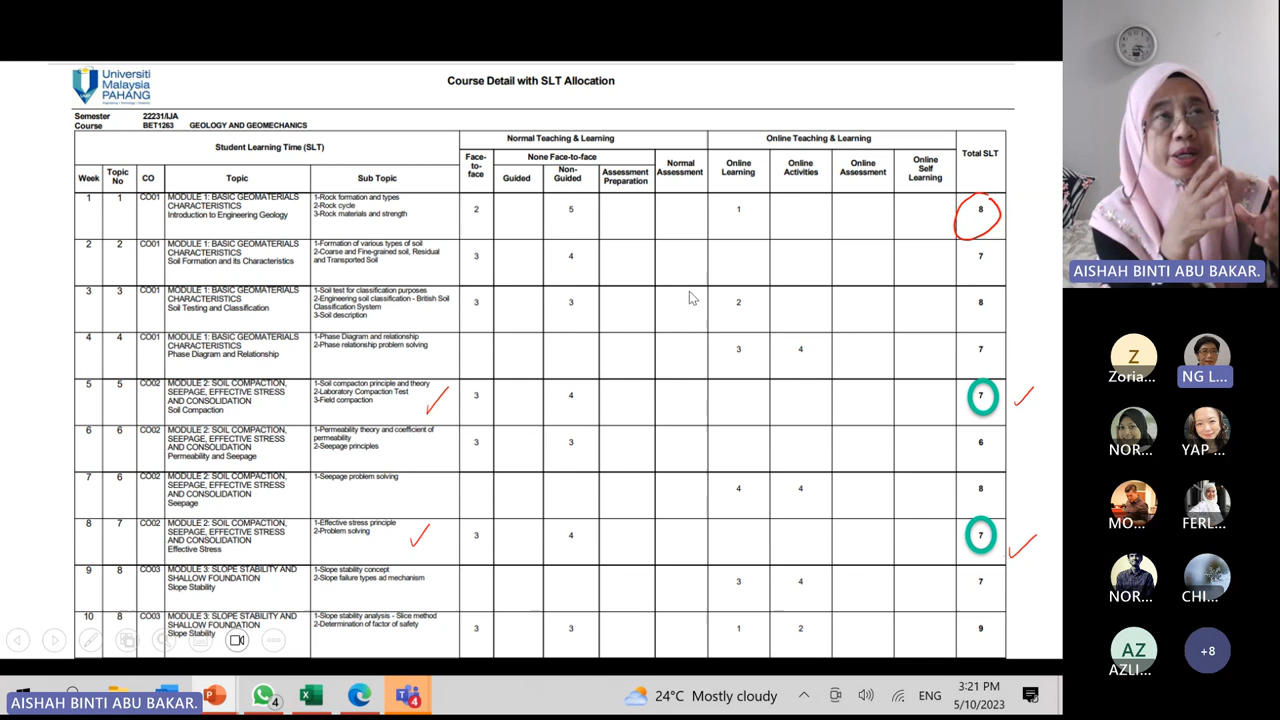 Universiti
Malaysia
PAHANG
Course Detail with SLT Allocation
Semester 22231/IJA
Course BET1263 GEOLOGY AND GEOMECHANICS
Student Learning Time (SLT)
Normal Teaching & Learning
Online Teaching & Learning
Total SLT
Face-to-face
None Face-to-face
Normal Assessment
Online Learning
Online Activities
Online Assessment
Online Self Learning
Week Topic No CO Topic Sub Topic Guided Non-Guided Assessment Preparation
1 1 CO01 MODULE 1: BASIC GEOMATERIALS 1-Rock formation and types
CHARACTERISTICS 2-Rock cycle 2 5 1 8
Introduction to Engineering Geology 3-Rock materials and strength
2 2 CO01 MODULE 1: BASIC GEOMATERIALS 1-Formation of various types of soil
CHARACTERISTICS 2-Coarse and Fine-grained soil, Residual 3 4 7
Soil Formation and its Characteristics and Transported Soil
3 3 CO01 MODULE 1: BASIC GEOMATERIALS 1-Soil test for classification purposes
CHARACTERISTICS 2-Engineering soil classification - British Soil 3 3 2 8
Soil Testing and Classification Classification System
3-Soil description
4 4 CO01 MODULE 1: BASIC GEOMATERIALS 1-Phase Diagram and relationship
CHARACTERISTICS 2-Phase relationship problem solving 3 4 7
Phase Diagram and Relationship
5 5 CO02 MODULE 2: SOIL COMPACTION, 1-Soil compacton principle and theory
SEEPAGE, EFFECTIVE STRESS 2-Laboratory Compaction Test 3 4 7
AND CONSOLIDATION 3-Field compaction
Soil Compaction
6 6 CO02 MODULE 2: SOIL COMPACTION, 1-Permeability theory and coefficient of
SEEPAGE, EFFECTIVE STRESS permeability 3 3 6
AND CONSOLIDATION 2-Seepage principles
Permeability and Seepage
7 6 CO02 MODULE 2: SOIL COMPACTION, 1-Seepage problem solving
SEEPAGE, EFFECTIVE STRESS 4 4 8
AND CONSOLIDATION
Seepage
8 7 CO02 MODULE 2: SOIL COMPACTION, 1-Effective stress principle
SEEPAGE, EFFECTIVE STRESS 2-Problem solving 3 4 7
AND CONSOLIDATION
Effective Stress
9 8 CO03 MODULE 3: SLOPE STABILITY AND 1-Slope stability concept
SHALLOW FOUNDATION 2-Slope failure types ad mechanism 3 4 7
Slope Stability
10 8 CO03 MODULE 3: SLOPE STABILITY AND 1-Slope stability analysis - Slice method
SHALLOW FOUNDATION 2-Determination of factor of safety 3 3 1 2 9
Slope Stability
AISHAH BINTI ABU BAKAR.
Z
Zoria... NG L...
NOR... YAP ...
MO... FERL...
NOR... CHI...
AZ +8
AZLI...
AISHAH BINTI ABU BAKAR.
4
4
24°C Mostly cloudy
ENG
3:21 PM
5/10/2023